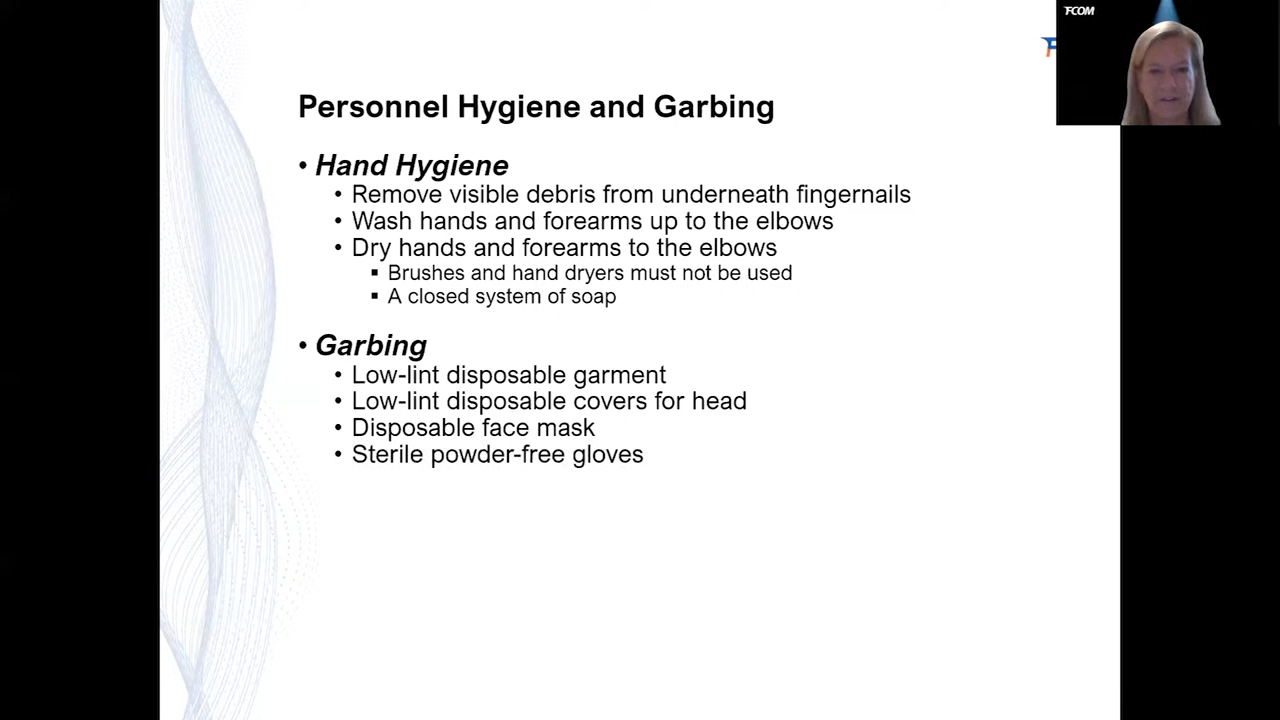 TFCOM
Personnel Hygiene and Garbing
• Hand Hygiene
• Remove visible debris from underneath fingernails
• Wash hands and forearms up to the elbows
• Dry hands and forearms to the elbows
▪ Brushes and hand dryers must not be used
▪ A closed system of soap
• Garbing
• Low-lint disposable garment
• Low-lint disposable covers for head
• Disposable face mask
• Sterile powder-free gloves